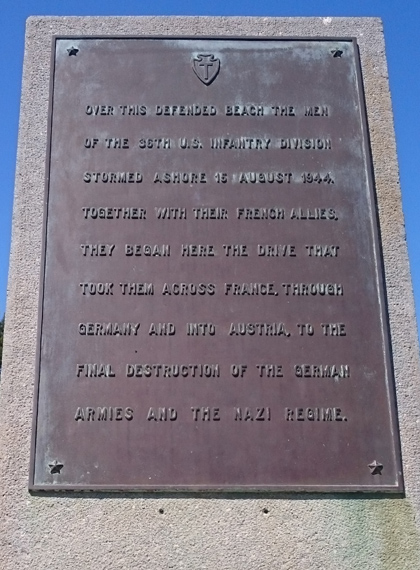 OVER THIS DEFENDED BEACH THE MEN
OF THE 36TH U.S. INFANTRY DIVISION
STORMED ASHORE 15 AUGUST 1944.
TOGETHER WITH THEIR FRENCH ALLIES,
THEY BEGAN HERE THE DRIVE THAT
TOOK THEM ACROSS FRANCE, THROUGH
GERMANY AND INTO AUSTRIA, TO THE
FINAL DESTRUCTION OF THE GERMAN
ARMIES AND THE NAZI REGIME.